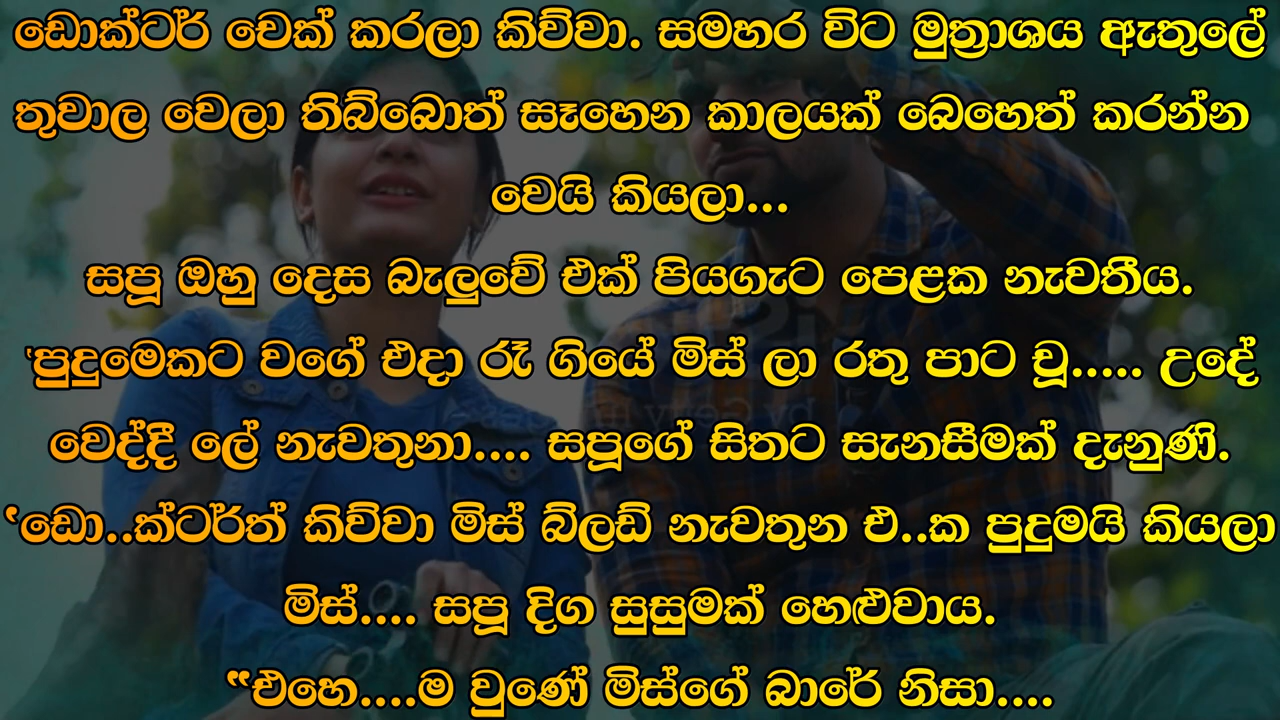 ඩොක්ටර් චෙක් කරලා කිව්වා. සමහර විට මුත්‍රාශය ඇතුලේ
තුවාල වෙලා තිබ්බොත් සෑහෙන කාලයක් බෙහෙත් කරන්න
වෙයි කියලා...
සපූ ඔහු දෙස බැලුවේ එක් පියගැට පෙළක නැවතීය.
‛පුදුමෙකට වගේ එදා රෑ ගියේ මිස් ලා රතු පාට චූ..... උදේ
වෙද්දී ලේ නැවතුනා.... සපූගේ සිතට සැනසීමක් දැනුණි.
‛ඩො..ක්ටර්ත් කිව්වා මිස් බ්ලඩ් නැවතුන එ..ක පුදුමයි කියලා
මිස්.... සපූ දිග සුසුමක් හෙළුවාය.
“එහෙ....ම වුණේ මිස්ගේ බාරේ නිසා....